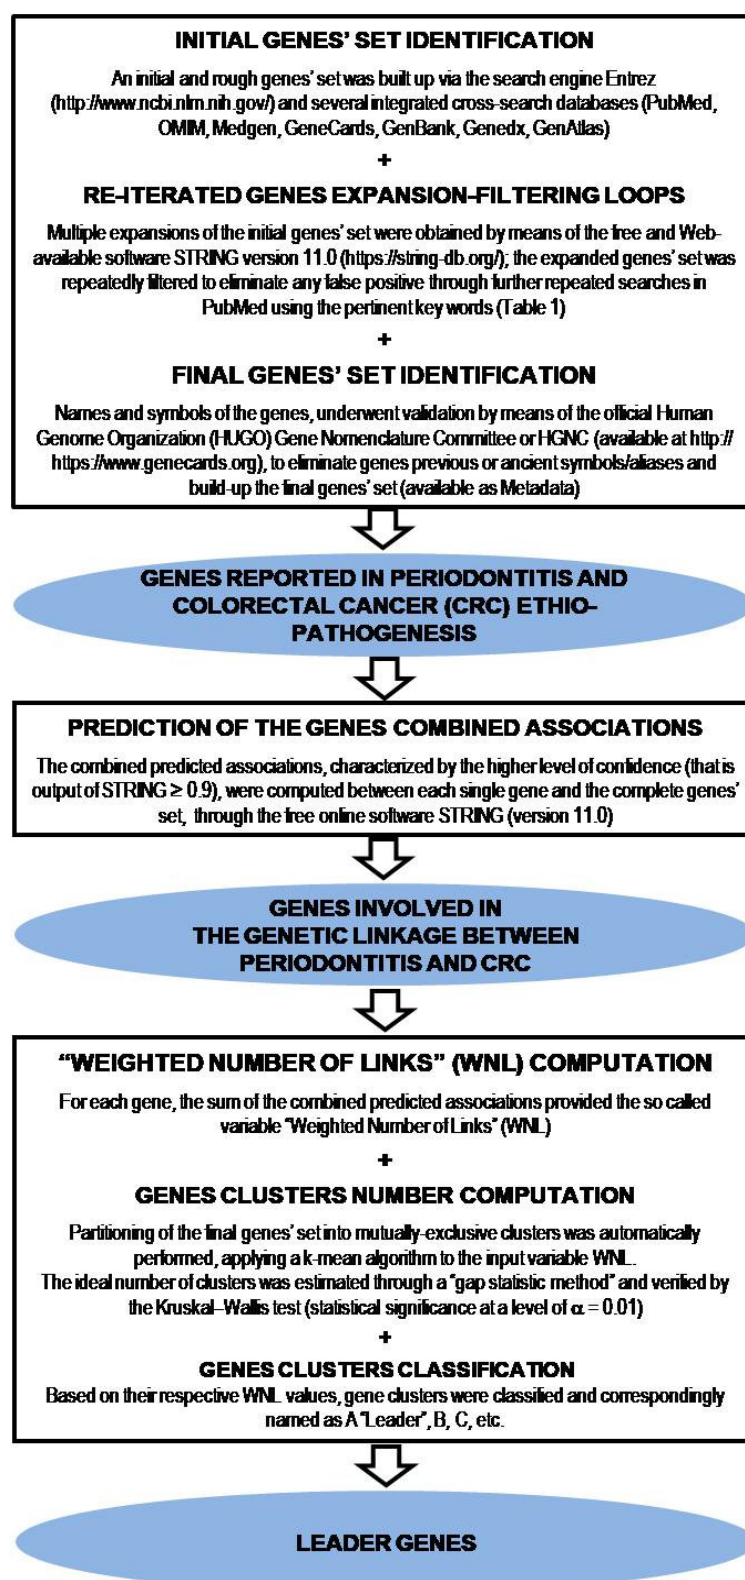 INITIAL GENES' SET IDENTIFICATION
An initial and rough genes' set was built up via the search engine Entrez
(http://www.ncbi.nlm.nih.gov/) and several integrated cross-search databases (PubMed,
OMIM, Medgen, GeneCards, GenBank, Genedx, GenAtlas)
+
RE-ITERATED GENES EXPANSION-FILTERING LOOPS
Multiple expansions of the initial genes' set were obtained by means of the free and Web-
available software STRING version 11.0 (https://string-db.org/); the expanded genes' set was
repeatedly filtered to eliminate any false positive through further repeated searches in
PubMed using the pertinent key words (Table 1)
+
FINAL GENES' SET IDENTIFICATION
Names and symbols of the genes, underwent validation by means of the official Human
Genome Organization (HUGO) Gene Nomenclature Committee or HGNC (available at http://
https://www.genecards.org), to eliminate genes previous or ancient symbols/aliases and
build-up the final genes' set (available as Metadata)
GENES REPORTED IN PERIODONTITIS AND
COLORECTAL CANCER (CRC) ETHIO-
PATHOGENESIS
PREDICTION OF THE GENES COMBINED ASSOCIATIONS
The combined predicted associations, characterized by the higher level of confidence (that is
output of STRING ≥ 0.9), were computed between each single gene and the complete genes'
set, through the free online software STRING (version 11.0)
GENES INVOLVED IN
THE GENETIC LINKAGE BETWEEN
PERIODONTITIS AND CRC
"WEIGHTED NUMBER OF LINKS" (WNL) COMPUTATION
For each gene, the sum of the combined predicted associations provided the so called
variable "Weighted Number of Links" (WNL)
+
GENES CLUSTERS NUMBER COMPUTATION
Partitioning of the final genes' set into mutually-exclusive clusters was automatically
performed, applying a k-mean algorithm to the input variable WNL.
The ideal number of clusters was estimated through a "gap statistic method" and verified by
the Kruskal–Wallis test (statistical significance at a level of α = 0.01)
+
GENES CLUSTERS CLASSIFICATION
Based on their respective WNL values, gene clusters were classified and correspondingly
named as A "Leader", B, C, etc.
LEADER GENES